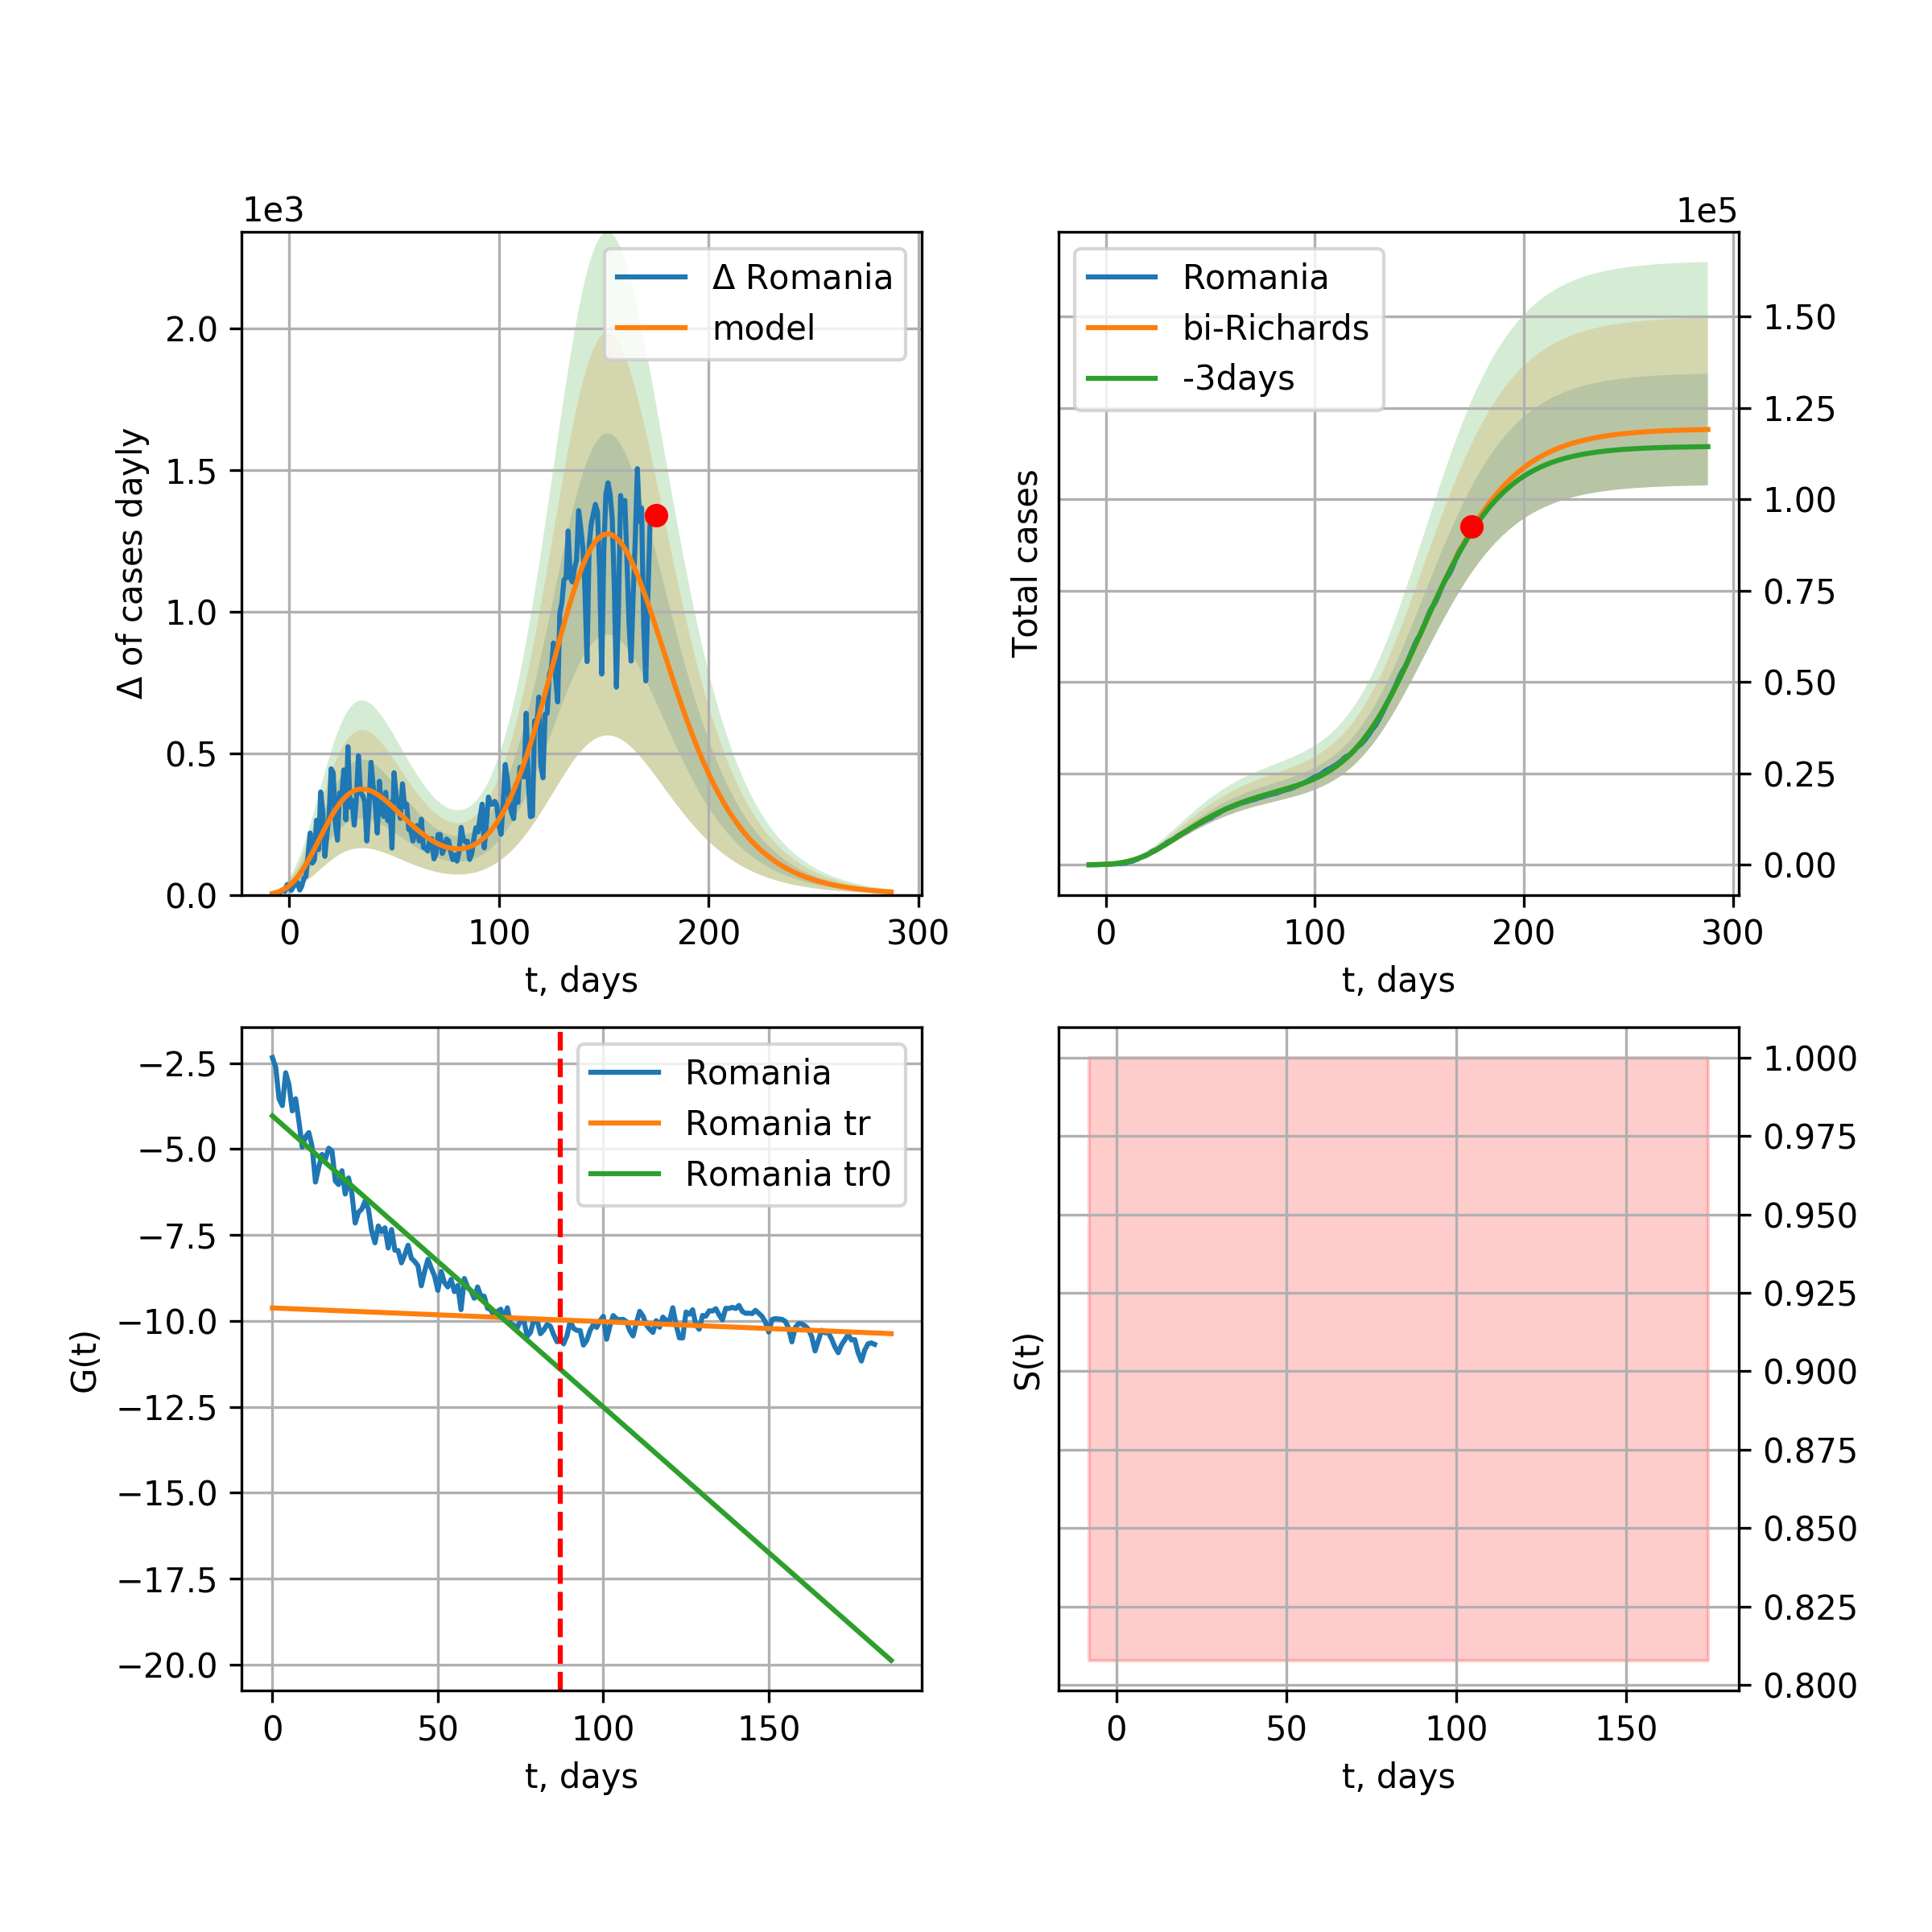 1e3
Δ of cases dayly
2.0
1.5
1.0
0.5
0.0
Δ Romania
model
0 100 200 300
t, days
1e5
Total cases
Romania
bi-Richards
-3days
1.50
1.25
1.00
0.75
0.50
0.25
0.00
0 100 200 300
t, days
G(t)
−2.5
−5.0
−7.5
−10.0
−12.5
−15.0
−17.5
−20.0
Romania
Romania tr
Romania tr0
0 50 100 150
t, days
S(t)
1.000
0.975
0.950
0.925
0.900
0.875
0.850
0.825
0.800
0 50 100 150
t, days